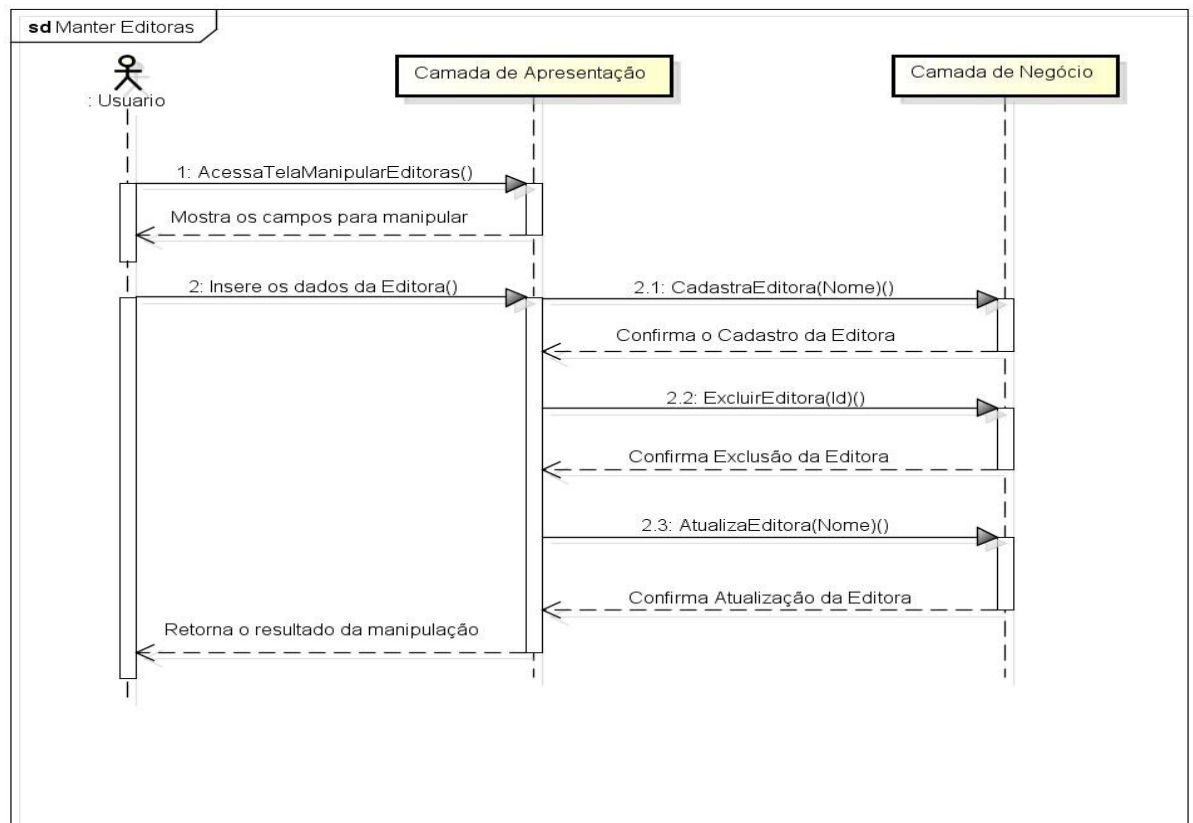 sd Manter Editoras
: Usuario
Camada de Apresentação
Camada de Negócio
1: AcessaTelaManipularEditoras()
Mostra os campos para manipular
2: Insere os dados da Editora()
2.1: CadastraEditora(Nome)()
Confirma o Cadastro da Editora
2.2: ExcluirEditora(Id)()
Confirma Exclusão da Editora
2.3: AtualizaEditora(Nome)()
Confirma Atualização da Editora
Retorna o resultado da manipulação